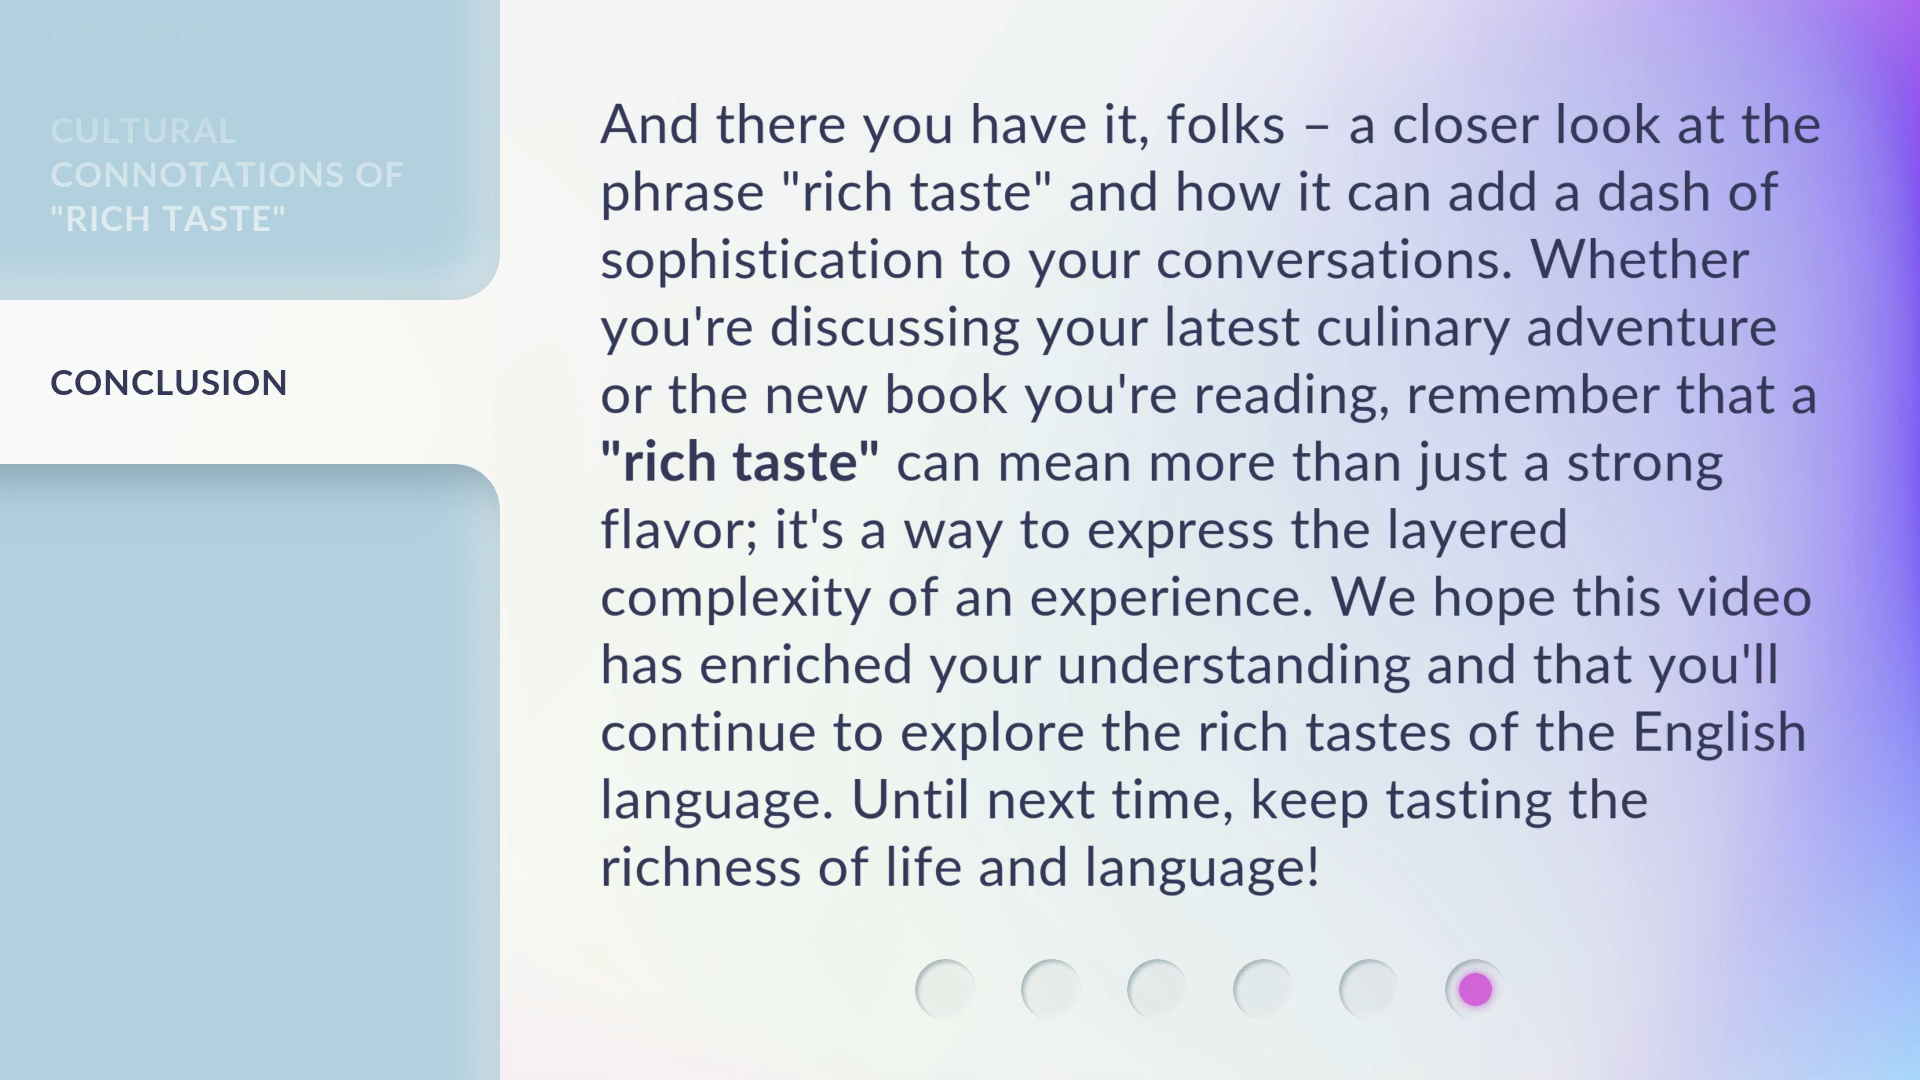 CULTURAL
CONNOTATIONS OF
"RICH TASTE"
CONCLUSION
And there you have it, folks – a closer look at the
phrase "rich taste" and how it can add a dash of
sophistication to your conversations. Whether
you're discussing your latest culinary adventure
or the new book you're reading, remember that a
"rich taste" can mean more than just a strong
flavor; it's a way to express the layered
complexity of an experience. We hope this video
has enriched your understanding and that you'll
continue to explore the rich tastes of the English
language. Until next time, keep tasting the
richness of life and language!